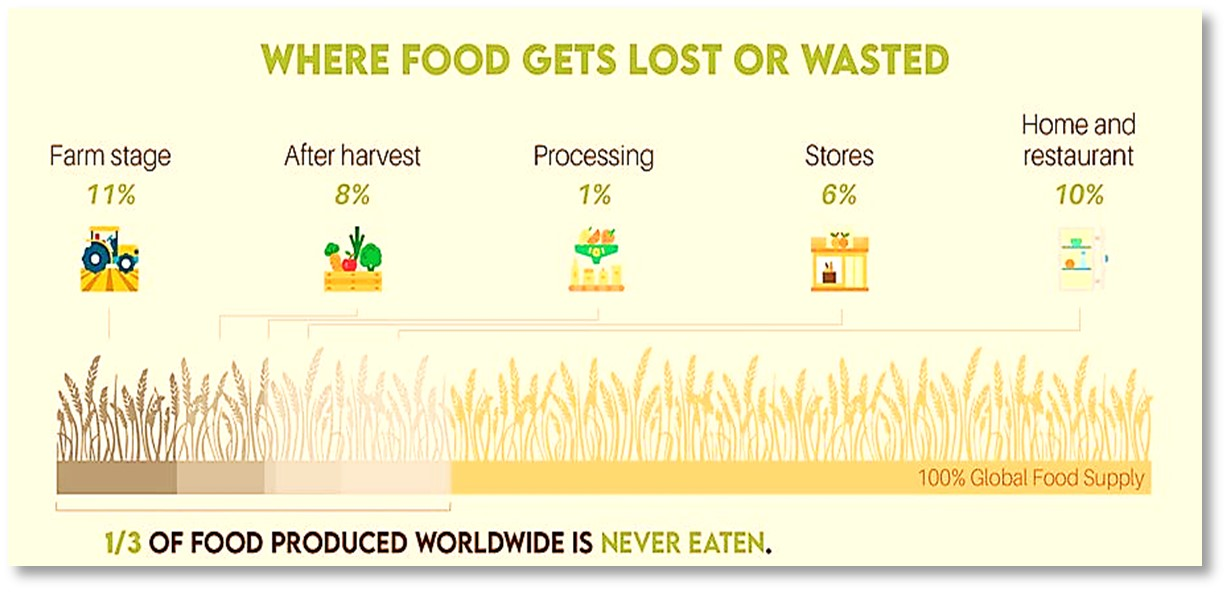 WHERE FOOD GETS LOST OR WASTED
Farm stage
11%
After harvest
8%
Processing
1%
Stores
6%
Home and
restaurant
10%
100% Global Food Supply
1/3 OF FOOD PRODUCED WORLDWIDE IS NEVER EATEN.